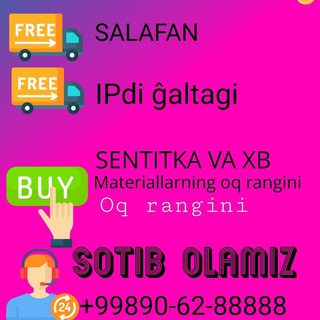 FREE SALAFAN
FREE IPdi ĝaltagi
SENTITKA VA XB
BUY Materiallarning oq rangini
Oq rangini
SOTIB OLAMIZ
24 +99890-62-88888